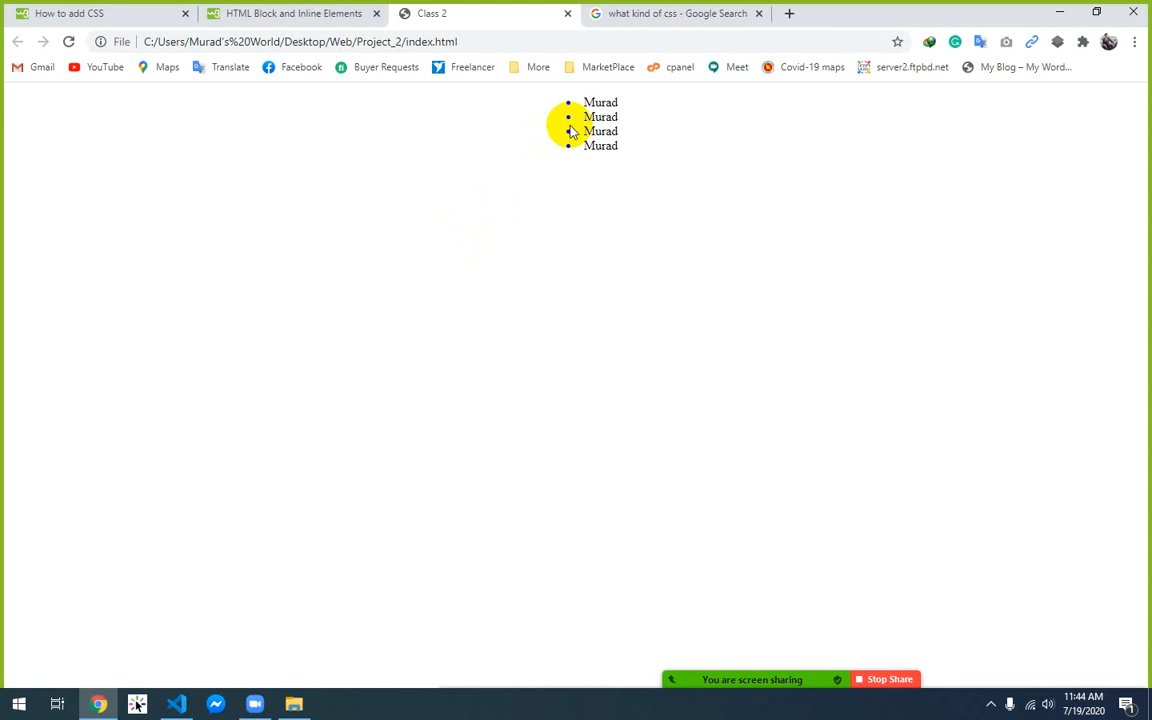 How to add CSS
HTML Block and Inline Elements
Class 2
what kind of css - Google Search
File
C:/Users/Murad's%20World/Desktop/Web/Project_2/index.html
Gmail
YouTube
Maps
Translate
Facebook
Buyer Requests
Freelancer
More
MarketPlace
cpanel
Meet
Covid-19 maps
server2.ftpbd.net
My Blog – My Word...
Murad
Murad
Murad
Murad
You are screen sharing
Stop Share
11:44 AM
7/19/2020